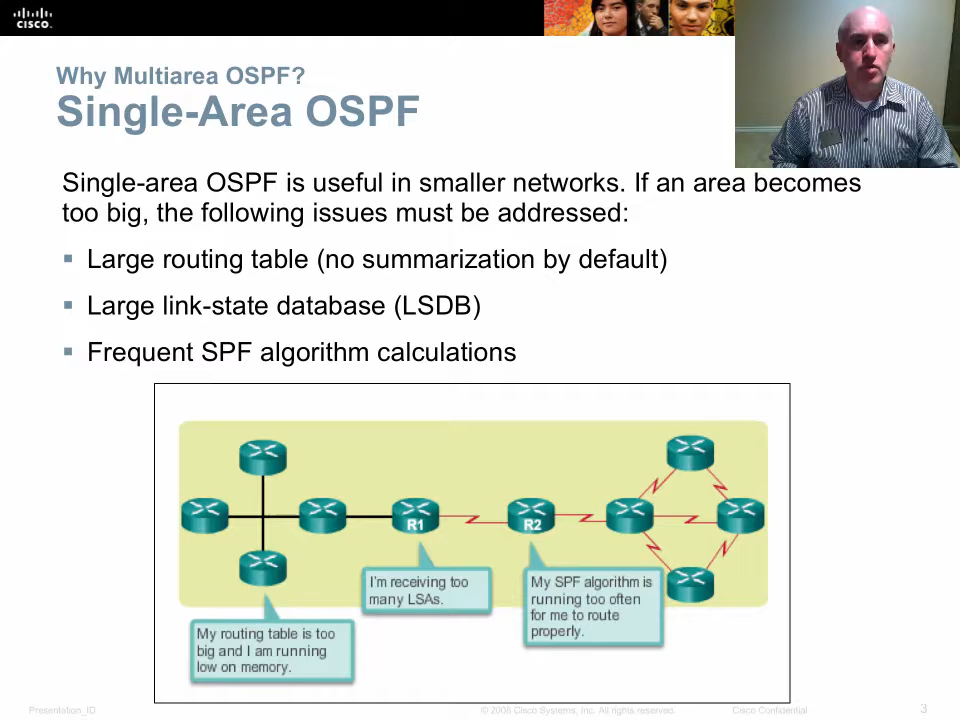 CISCO
Why Multiarea OSPF?
Single-Area OSPF
Single-area OSPF is useful in smaller networks. If an area becomes
too big, the following issues must be addressed:
Large routing table (no summarization by default)
Large link-state database (LSDB)
Frequent SPF algorithm calculations
R1
R2
I'm receiving too
many LSAs.
My SPF algorithm is
running too often
for me to route
properly.
My routing table is too
big and I am running
low on memory.
Presentation_ID
© 2008 Cisco Systems, Inc. All rights reserved.
Cisco Confidential
3